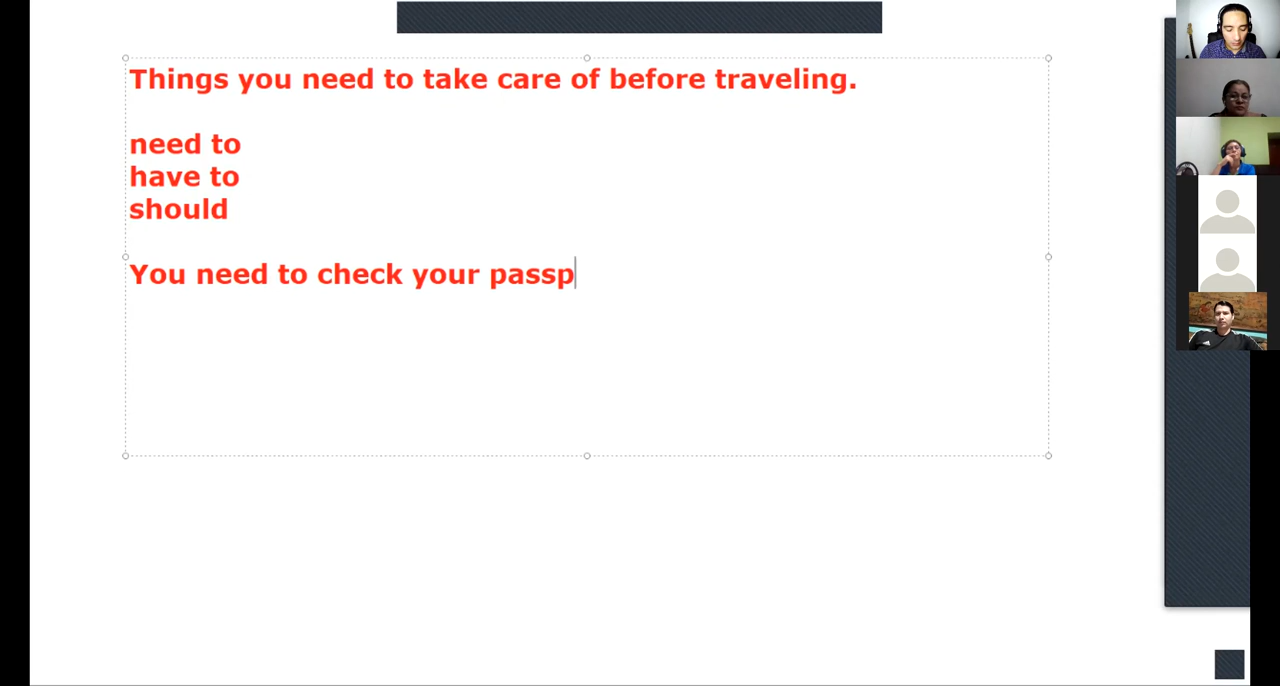 Things you need to take care of before traveling.
need to
have to
should
You need to check your passp